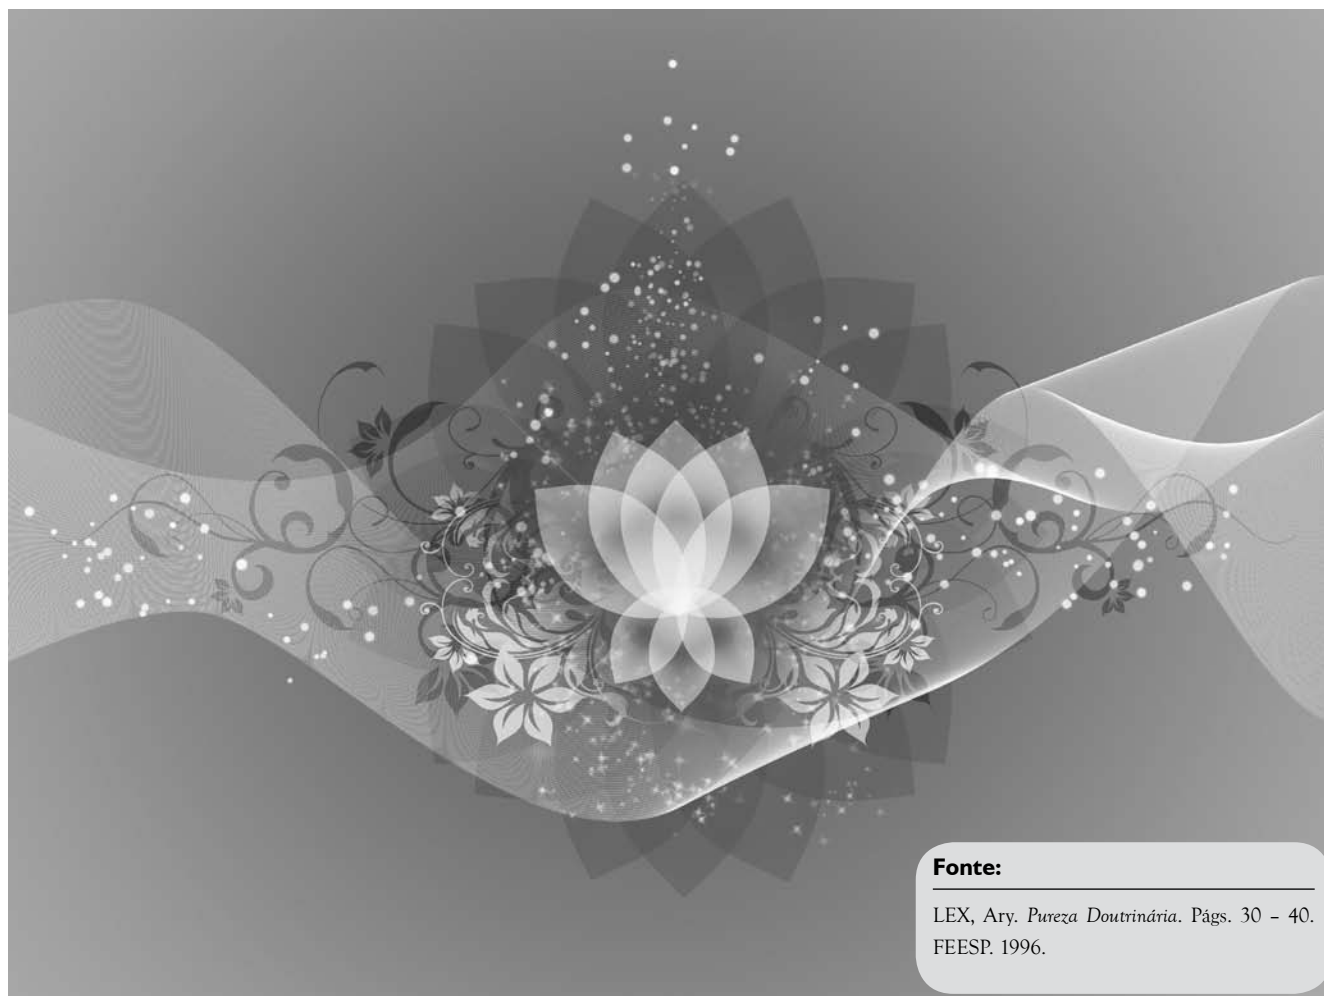 Fonte:
LEX, Ary. Pureza Doutrinária. Págs. 30 – 40.
FEESP. 1996.